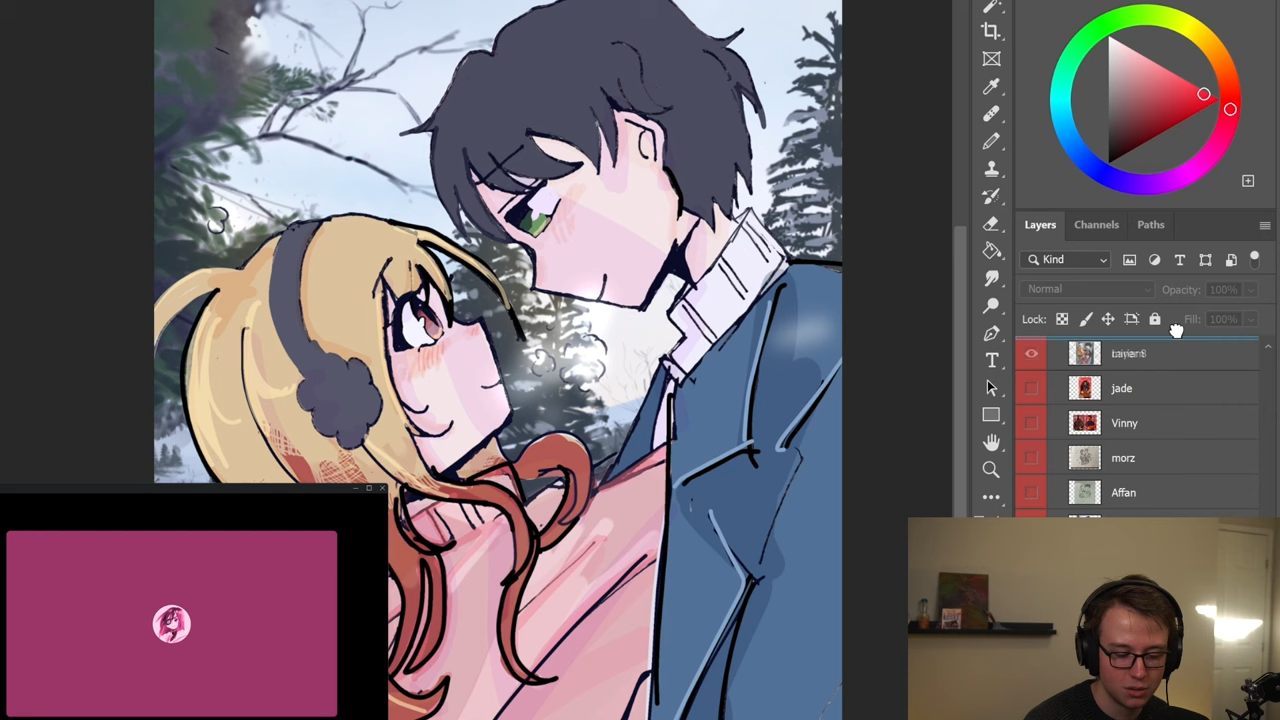 Layers Channels Paths
Kind
Normal Opacity: 100%
Lock: Fill: 100%
jade
Vinny
morz
Affan